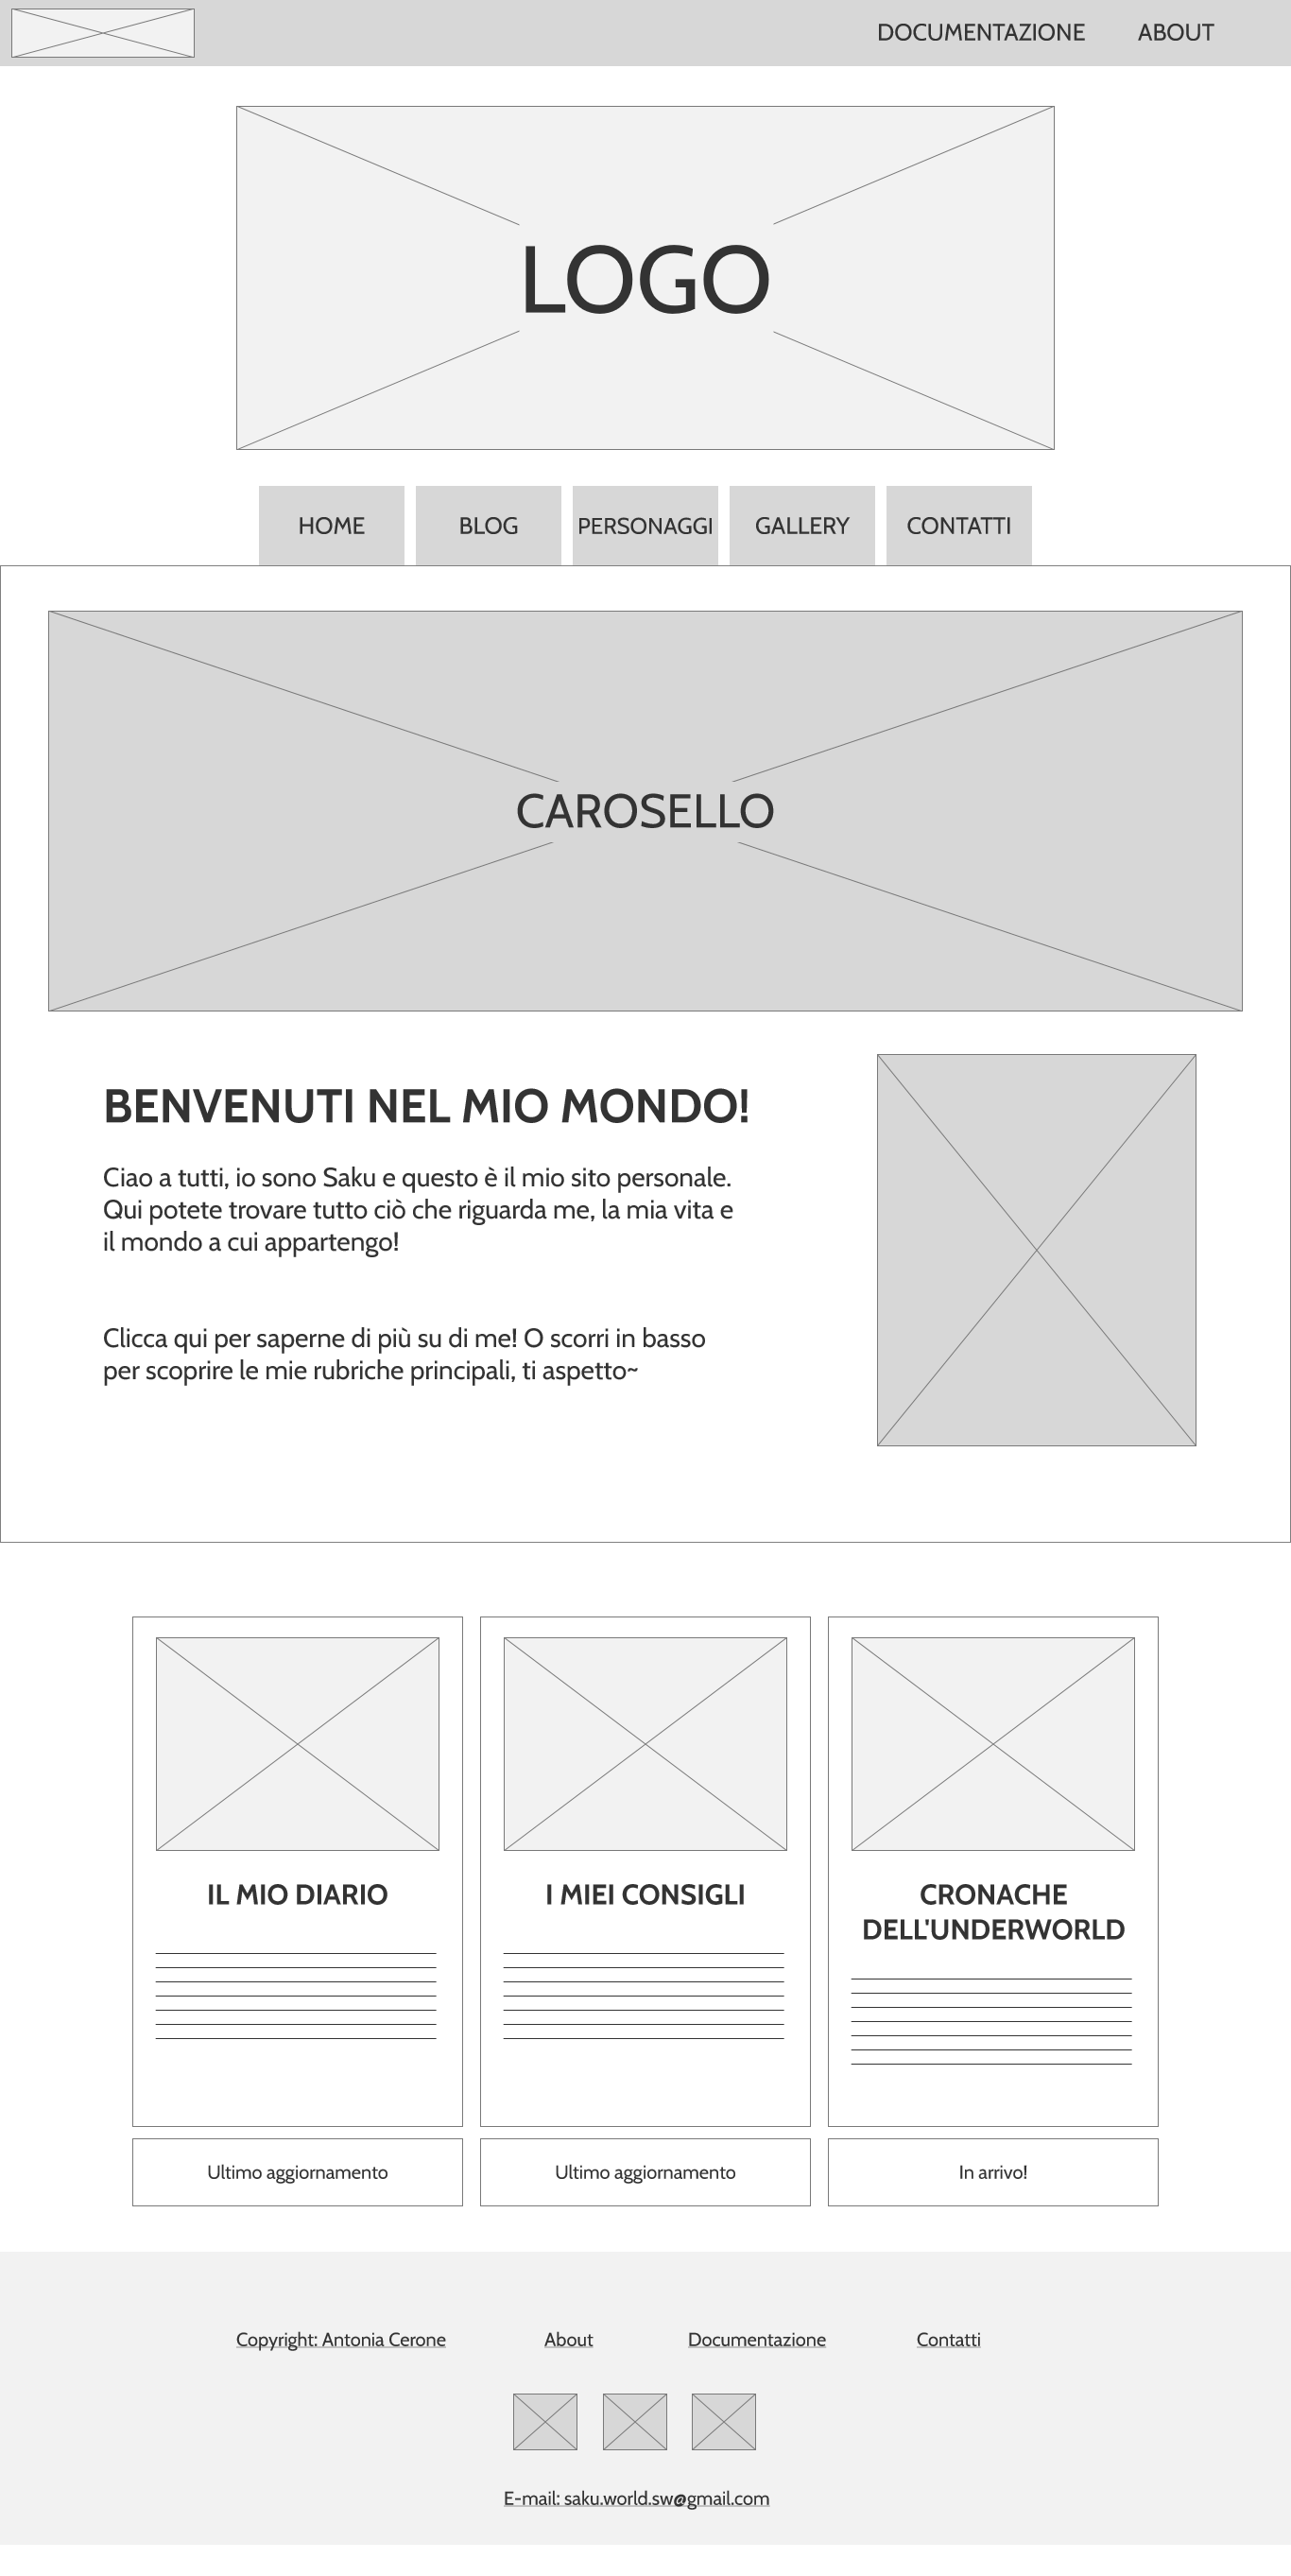 DOCUMENTAZIONE ABOUT
LOGO
HOME BLOG PERSONAGGI GALLERY CONTATTI
CAROSELLO
BENVENUTI NEL MIO MONDO!
Ciao a tutti, io sono Saku e questo è il mio sito personale.
Qui potete trovare tutto ciò che riguarda me, la mia vita e
il mondo a cui appartengo!
Clicca qui per saperne di più su di me! O scorri in basso
per scoprire le mie rubriche principali, ti aspetto~
IL MIO DIARIO
I MIEI CONSIGLI
CRONACHE
DELL'UNDERWORLD
Ultimo aggiornamento
Ultimo aggiornamento
In arrivo!
Copyright: Antonia Cerone About Documentazione Contatti
E-mail: saku.world.sw@gmail.com